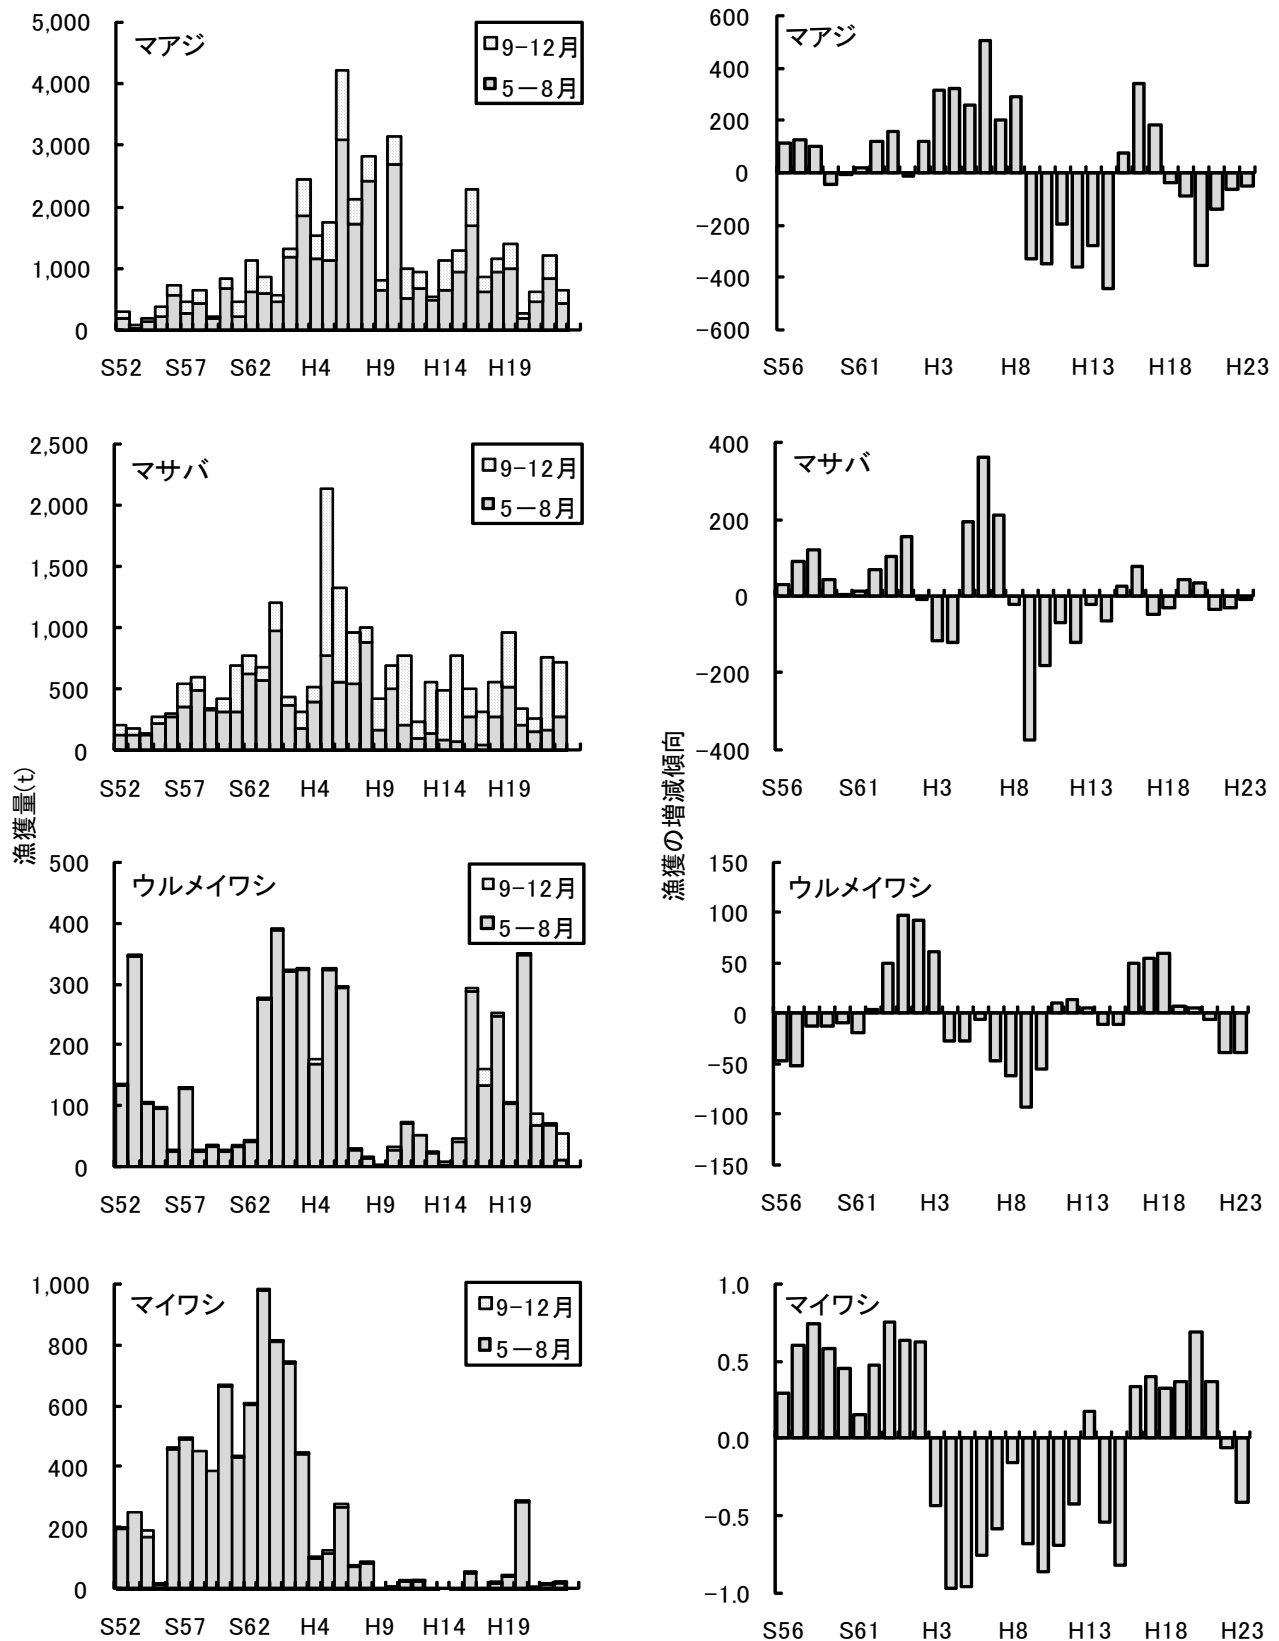 マアジ
9-12月
5-8月
5,000
4,000
3,000
2,000
1,000
0
S52 S57 S62 H4 H9 H14 H19
マアジ
600
400
200
0
-200
-400
-600
S56 S61 H3 H8 H13 H18 H23
マサバ
9-12月
5-8月
2,500
2,000
1,500
1,000
500
0
S52 S57 S62 H4 H9 H14 H19
マサバ
400
200
0
-200
-400
S56 S61 H3 H8 H13 H18 H23
漁獲量(t)
漁獲の増減傾向
ウルメイワシ
9-12月
5-8月
500
400
300
200
100
0
S52 S57 S62 H4 H9 H14 H19
ウルメイワシ
150
100
50
0
-50
-100
-150
S56 S61 H3 H8 H13 H18 H23
マイワシ
9-12月
5-8月
1,000
800
600
400
200
0
S52 S57 S62 H4 H9 H14 H19
マイワシ
1.0
0.5
0.0
-0.5
-1.0
S56 S61 H3 H8 H13 H18 H23